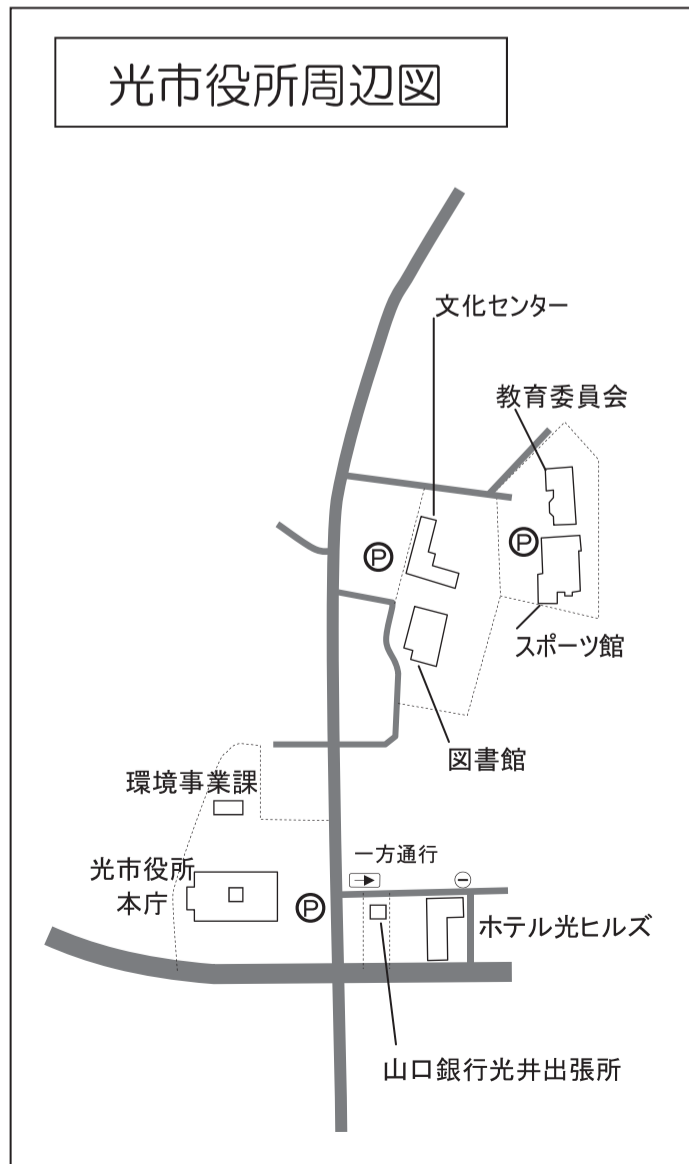 光市役所周辺図
文化センター
教育委員会
Ⓟ
Ⓟ
スポーツ館
図書館
環境事業課
一方通行
光市役所
本庁
Ⓟ
ホテル光ヒルズ
山口銀行光井出張所